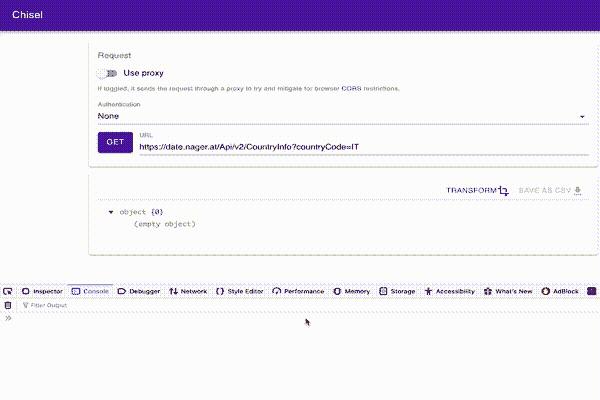 Chisel
Request
Use proxy
If toggled, it sends the request through a proxy to try and mitigate for browser CORS restrictions.
Authentication
None
GET
URL
https://date.nager.at/Api/v2/CountryInfo?countryCode=IT
TRANSFORM SAVE AS CSV
object {0}
(empty object)
Inspector Console Debugger Network Style Editor Performance Memory Storage Accessibility What's New AdBlock
Filter Output